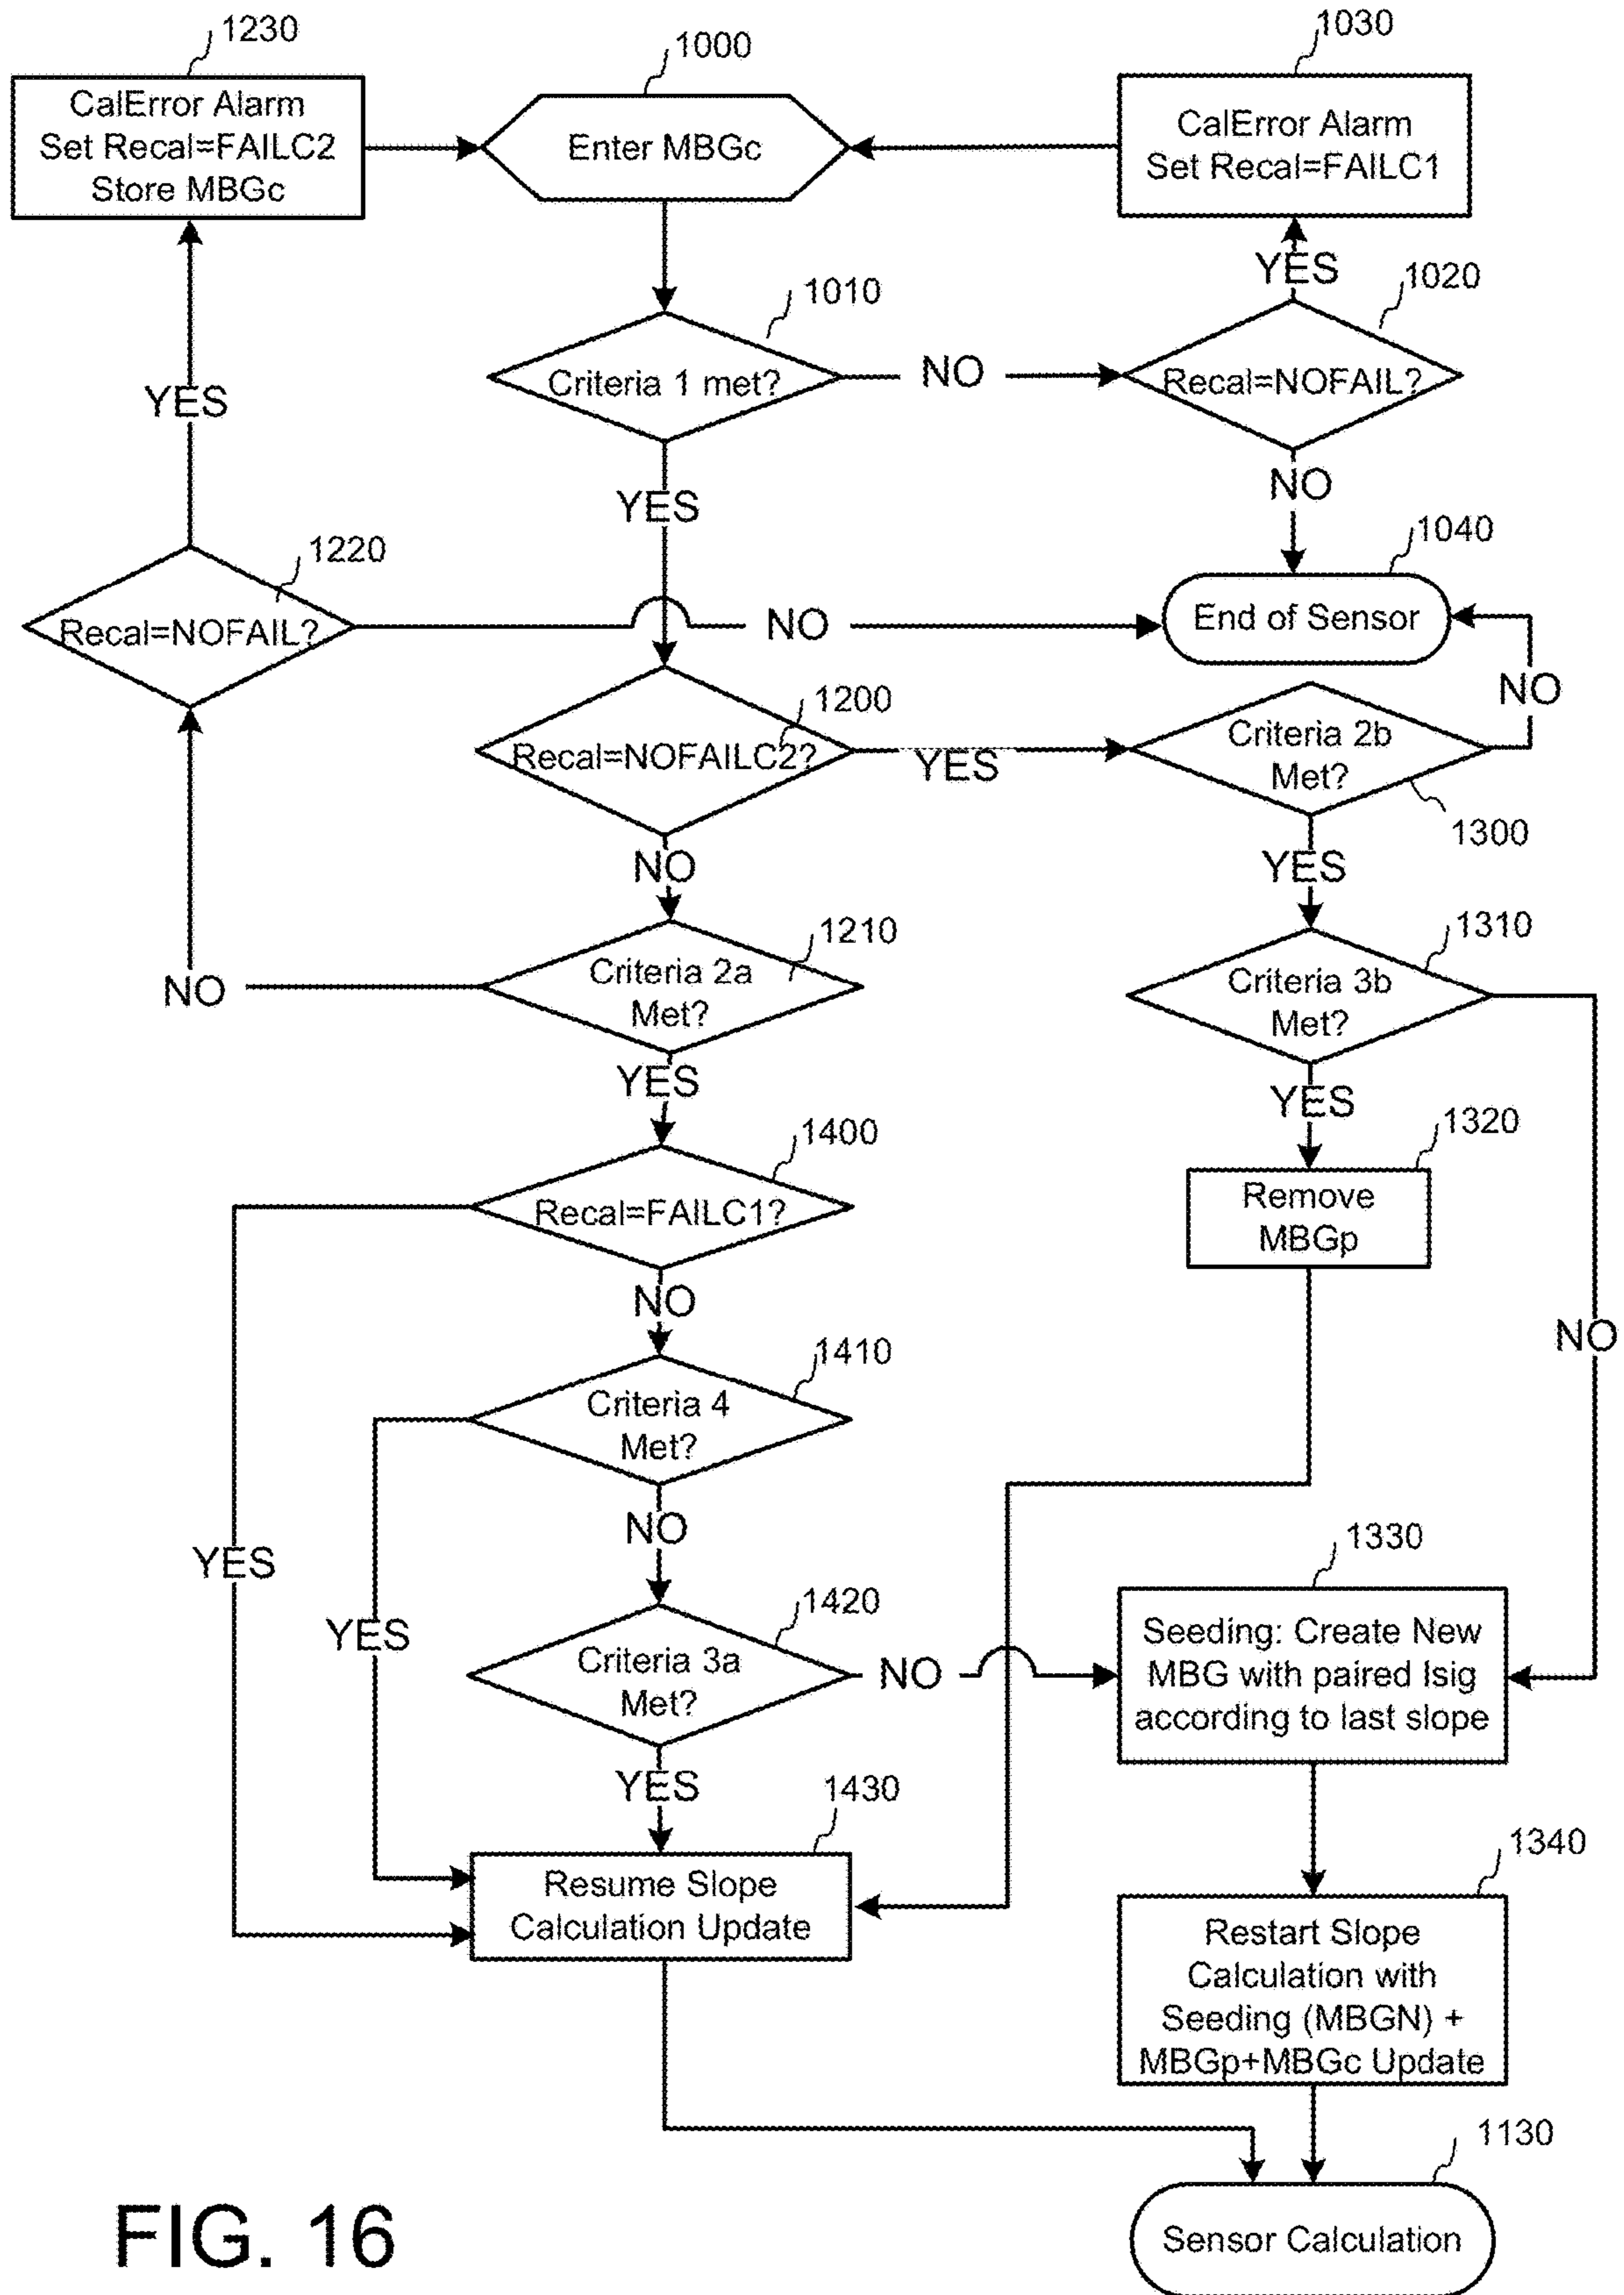 1230
1000
1030
CalError Alarm
Set Recal=FAILC2
Store MBGc
Enter MBGc
CalError Alarm
Set Recal=FAILC1
YES
1010
1020
Criteria 1 met?
NO
Recal=NOFAIL?
YES
YES
NO
1220
1040
Recal=NOFAIL?
NO
End of Sensor
1200
NO
Recal=NOFAILC2?
YES
Criteria 2b
Met?
1300
NO
YES
1210
1310
NO
Criteria 2a
Met?
Criteria 3b
Met?
YES
YES
1400
1320
Recal=FAILC1?
Remove
MBGp
NO
NO
1410
Criteria 4
Met?
NO
YES
1330
YES
1420
Criteria 3a
Met?
NO
Seeding: Create New
MBG with paired Isig
according to last slope
YES
1430
1340
Resume Slope
Calculation Update
Restart Slope
Calculation with
Seeding (MBGN) +
MBGp+MBGc Update
1130
Sensor Calculation
FIG. 16